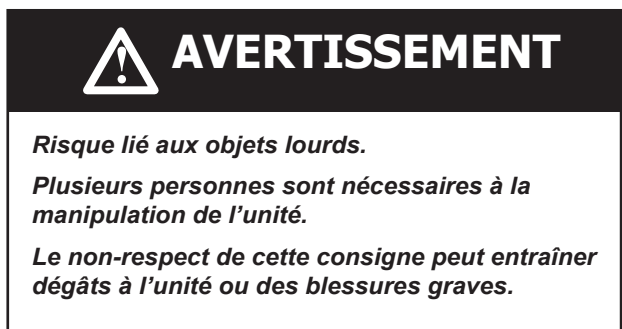 AVERTISSEMENT
Risque lié aux objets lourds.
Plusieurs personnes sont nécessaires à la
manipulation de l’unité.
Le non-respect de cette consigne peut entraîner
dégâts à l’unité ou des blessures graves.